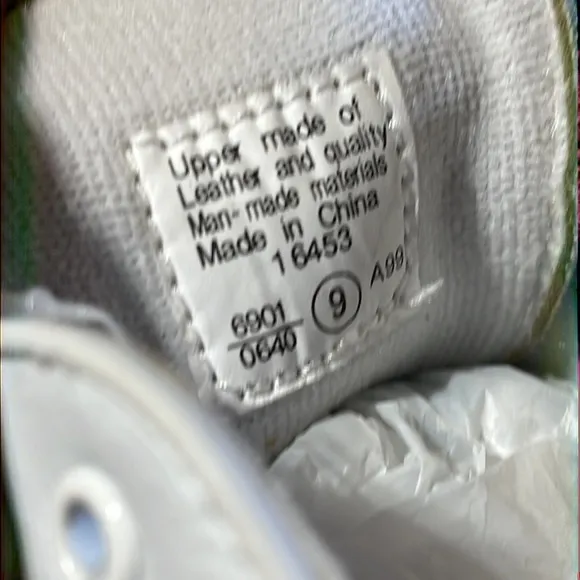 Upper made of
Leather and quality
Man-made materials
Made in China
16453
6901
0640
9
A99